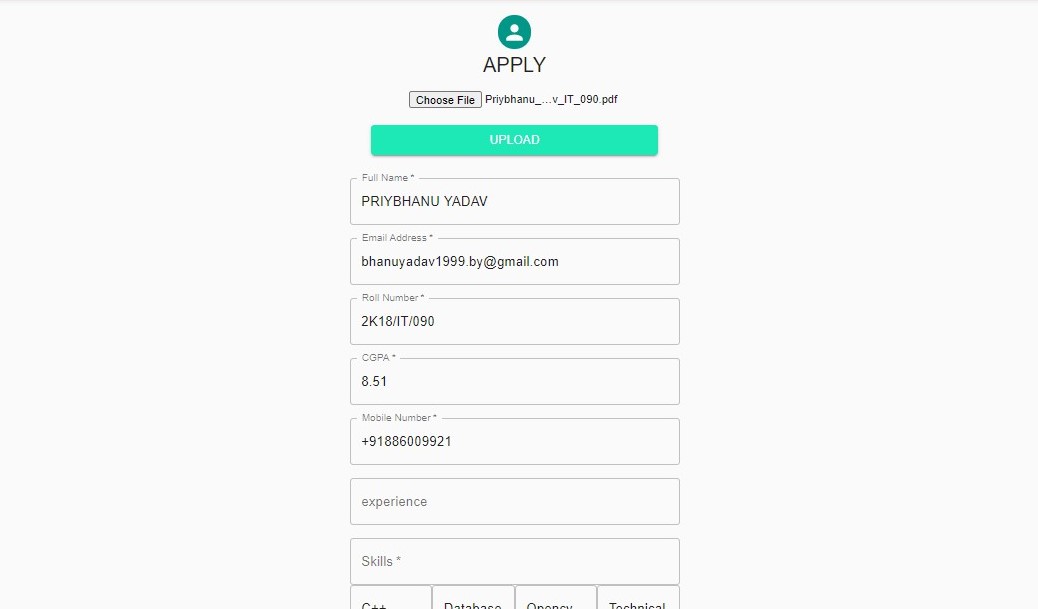 APPLY
Choose File Priybhanu_...v_IT_090.pdf
UPLOAD
Full Name *
PRIYBHANU YADAV
Email Address *
bhanuyadav1999.by@gmail.com
Roll Number *
2K18/IT/090
CGPA *
8.51
Mobile Number *
+91886009921
experience
Skills *
C++ Database Opencv Technical